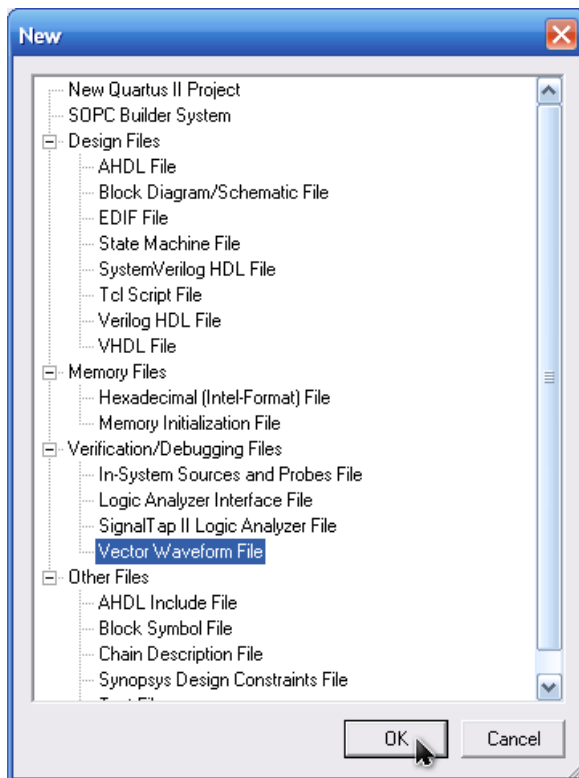 New
New Quartus II Project
SOPC Builder System
Design Files
AHDL File
Block Diagram/Schematic File
EDIF File
State Machine File
SystemVerilog HDL File
Tcl Script File
Verilog HDL File
VHDL File
Memory Files
Hexadecimal (Intel-Format) File
Memory Initialization File
Verification/Debugging Files
In-System Sources and Probes File
Logic Analyzer Interface File
SignalTap II Logic Analyzer File
Vector Waveform File
Other Files
AHDL Include File
Block Symbol File
Chain Description File
Synopsys Design Constraints File
OK Cancel